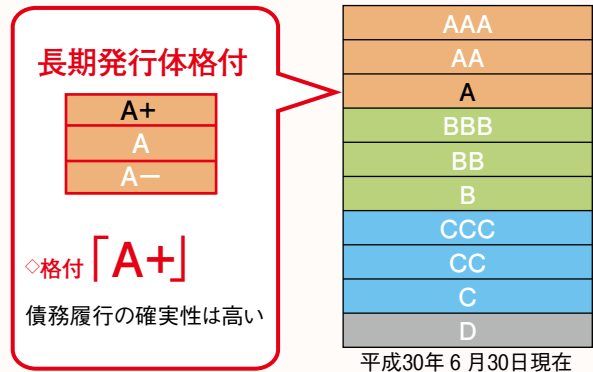 長期発行体格付
A+
A
A−
◇格付「A+」
債務履行の確実性は高い
AAA
AA
A
BBB
BB
B
CCC
CC
C
D
平成30年6月30日現在